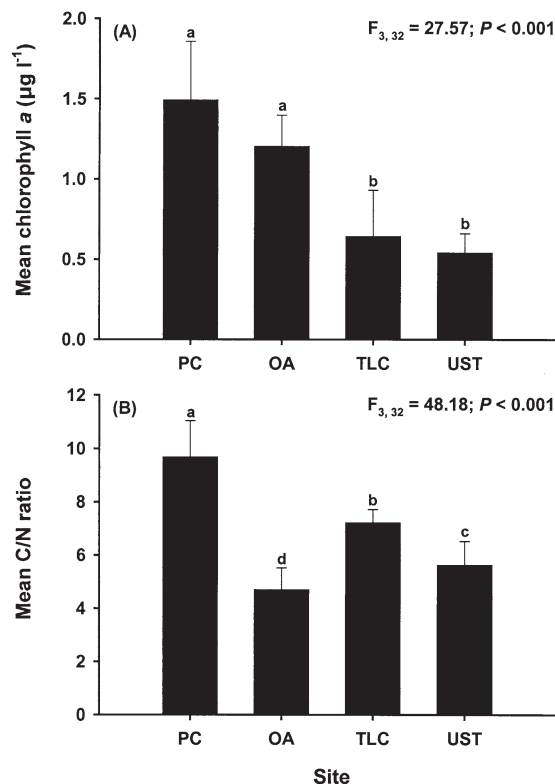 (A)
F3, 32 = 27.57; P < 0.001
Mean chlorophyll a (µg l-1)
2.0
1.5
1.0
0.5
0.0
a
a
b
b
PC OA TLC UST
(B)
F3, 32 = 48.18; P < 0.001
Mean C/N ratio
12
10
8
6
4
2
0
a
d
b
c
PC OA TLC UST
Site